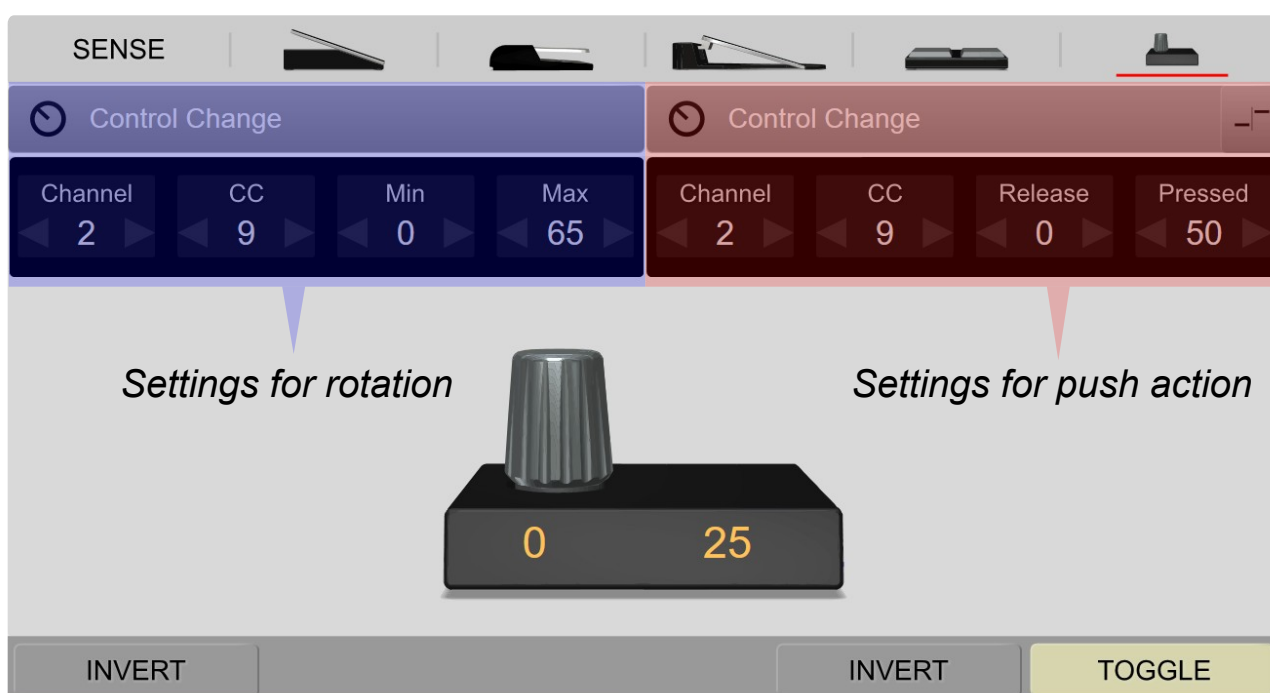 SENSE
Control Change
Control Change
Channel CC Min Max Channel CC Release Pressed
2 9 0 65 2 9 0 50
Settings for rotation Settings for push action
0 25
INVERT INVERT TOGGLE